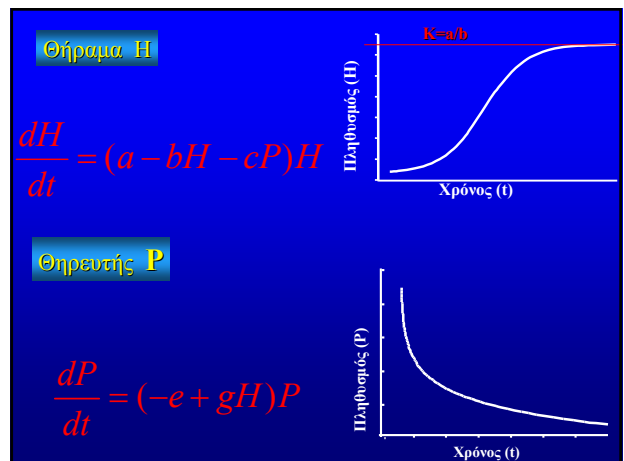 Θήραμα H
K=a/b
Πληθυσμός (H)
dH/dt = (a − bH − cP)H
Χρόνος (t)
Θηρευτής P
Πληθυσμός (P)
dP/dt = (−e + gH)P
Χρόνος (t)